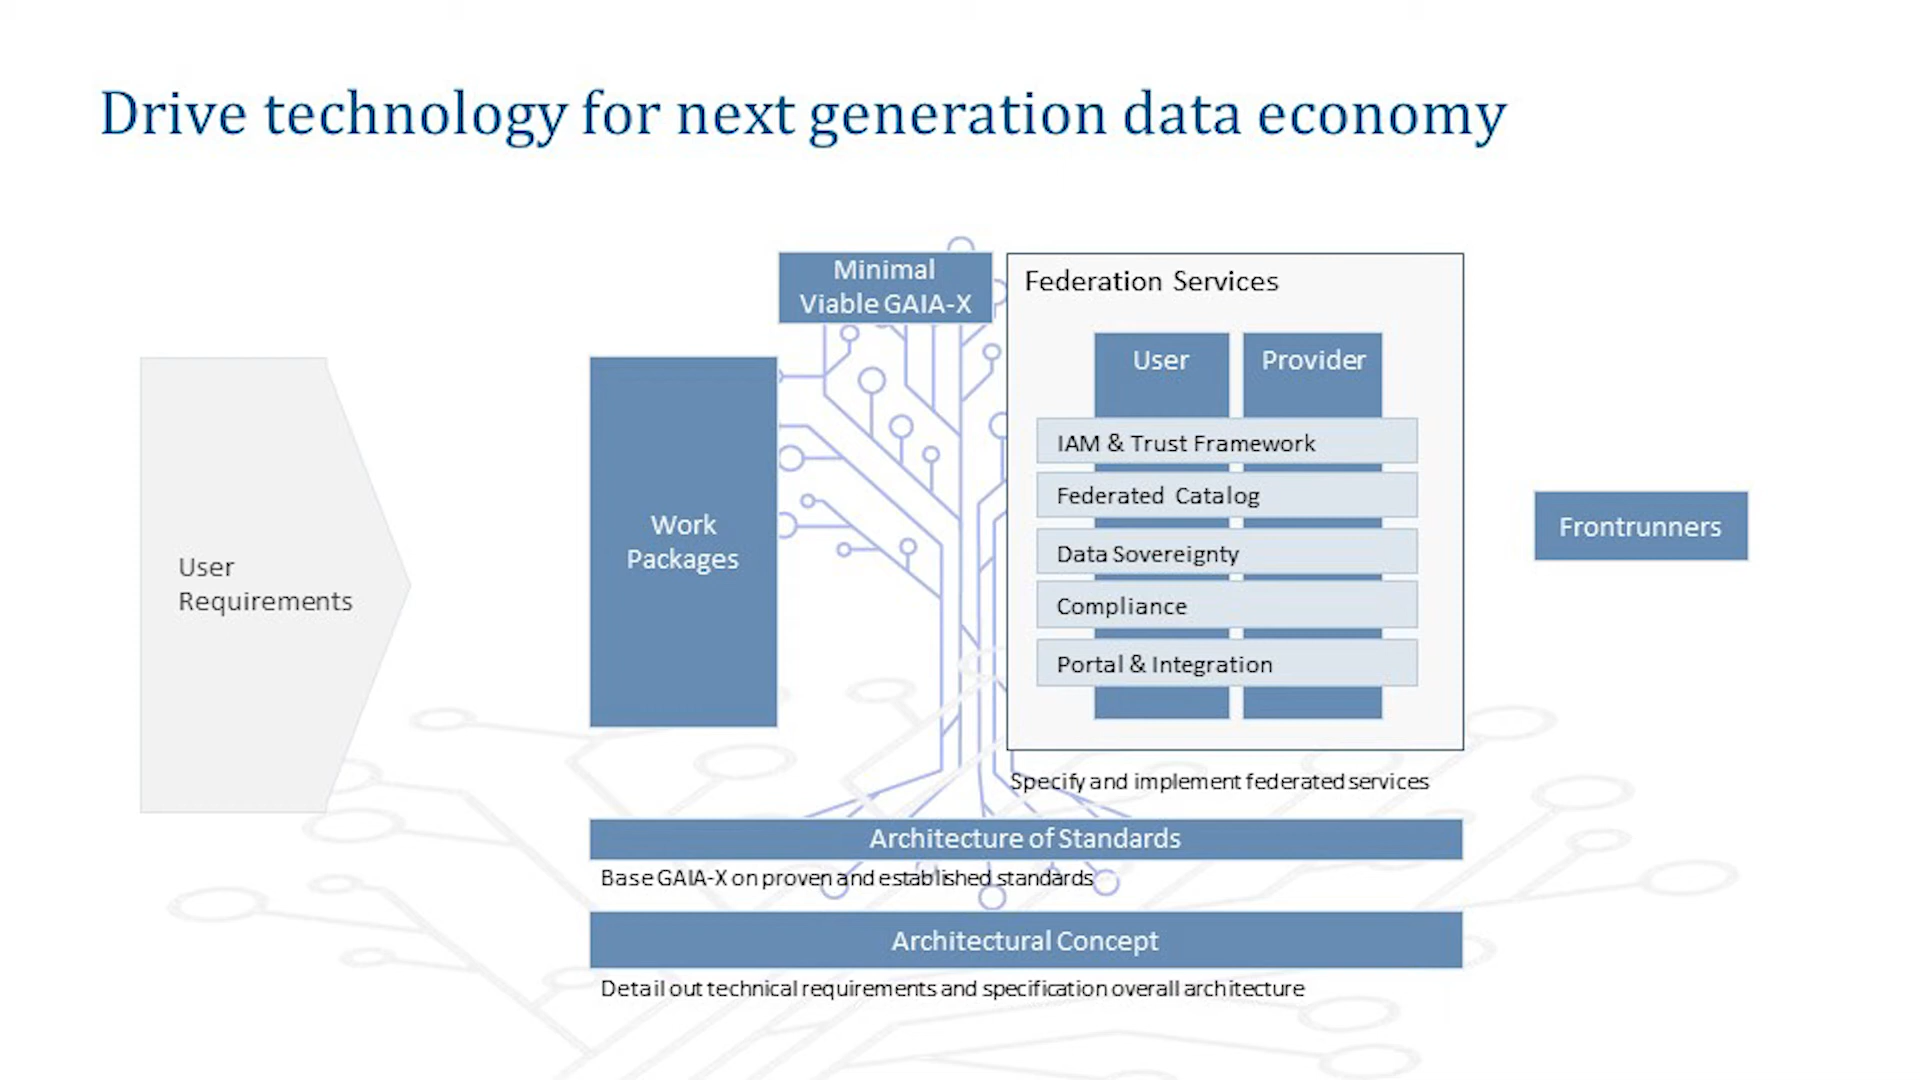 Drive technology for next generation data economy
Minimal
Viable GAIA-X
Federation Services
User
Provider
IAM & Trust Framework
Federated Catalog
Data Sovereignty
Compliance
Portal & Integration
Work
Packages
Frontrunners
User
Requirements
Specify and implement federated services
Architecture of Standards
Base GAIA-X on proven and established standards
Architectural Concept
Detail out technical requirements and specification overall architecture